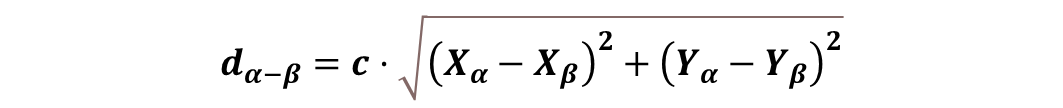 d_{α−β} = c · √((X_α − X_β)² + (Y_α − Y_β)²)